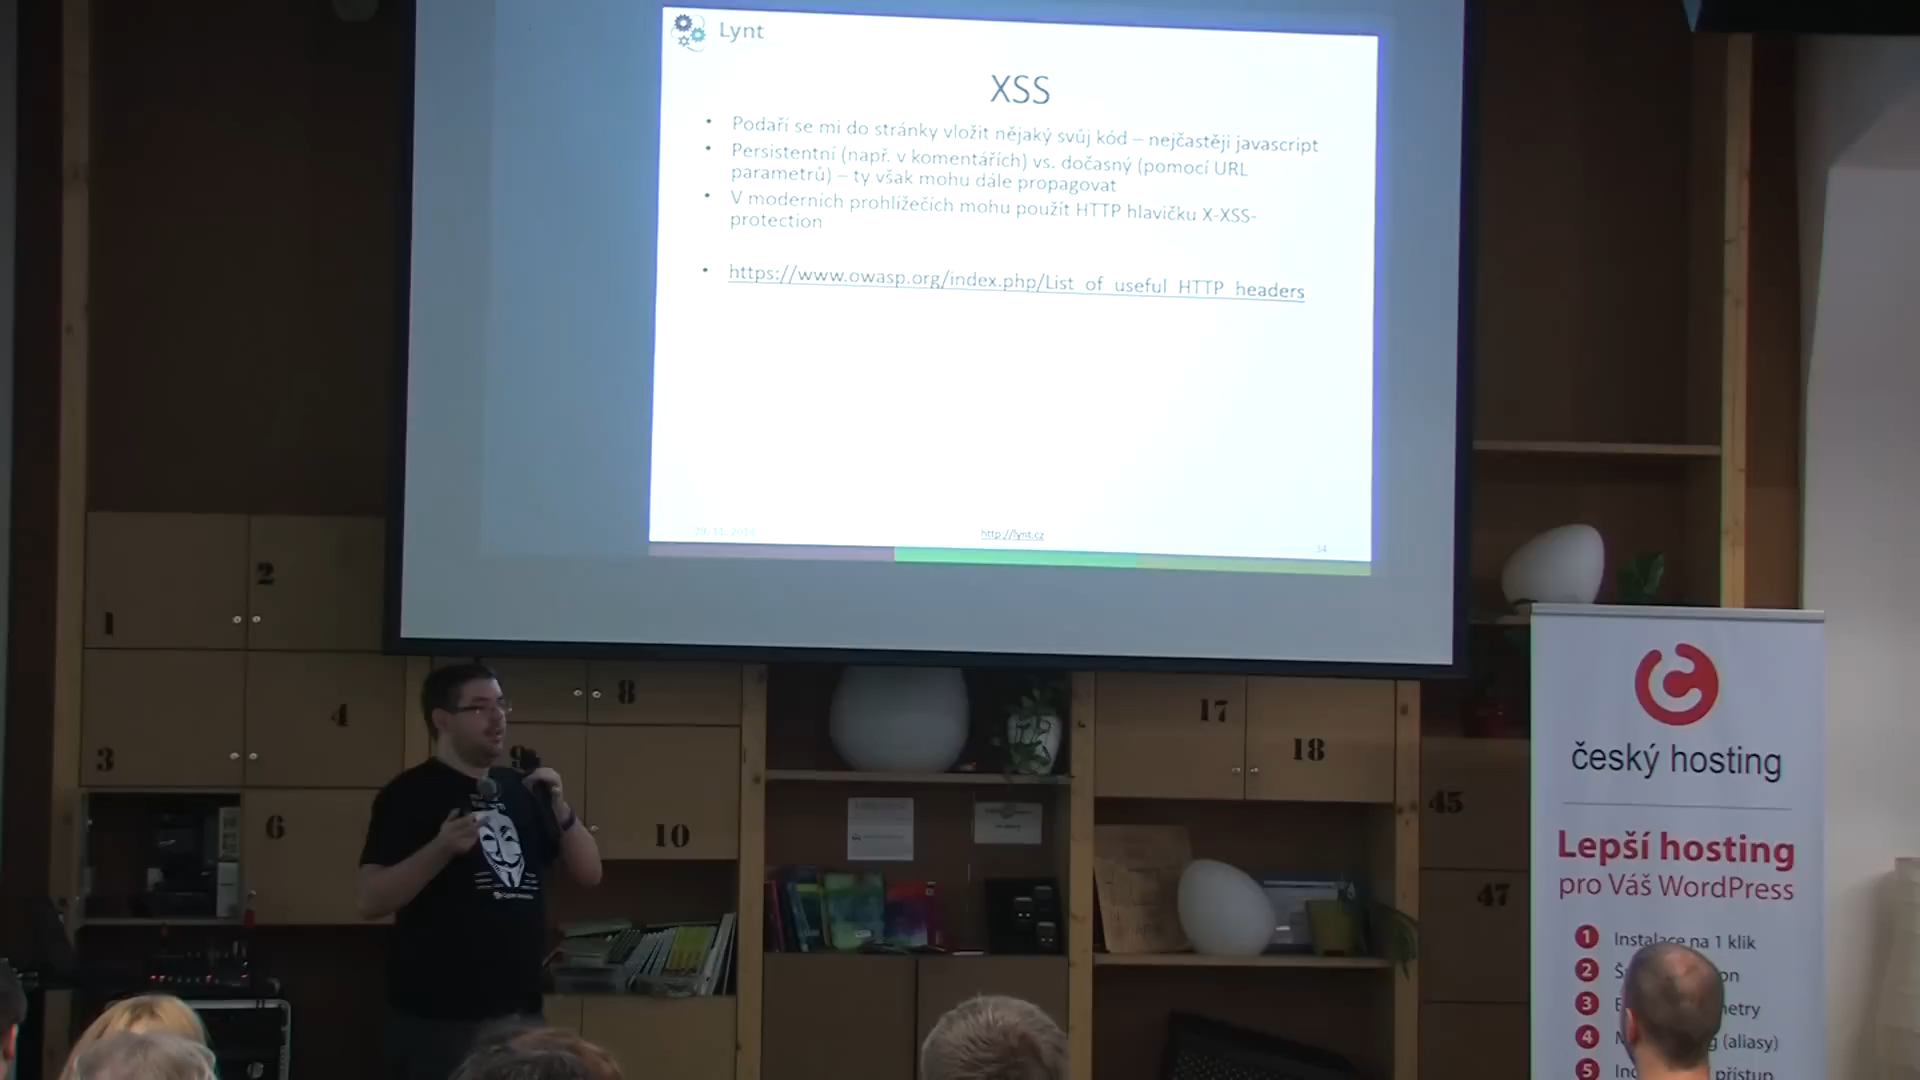 Lynt
XSS
• Podaří se mi do stránky vložit nějaký svůj kód – nejčastěji javascript
• Persistentní (např. v komentářích) vs. dočasný (pomocí URL
parametrů) – ty však mohu dále propagovat
• V moderních prohlížečích mohu použít HTTP hlavičku X-XSS-
protection
• https://www.owasp.org/index.php/List_of_useful_HTTP_headers
http://lynt.cz
34
1
2
3
4
6
8
9
10
17
18
45
47
český hosting
Lepší hosting
pro Váš WordPress
1 Instalace na 1 klik
2
3
4 (aliasy)
5 přístup